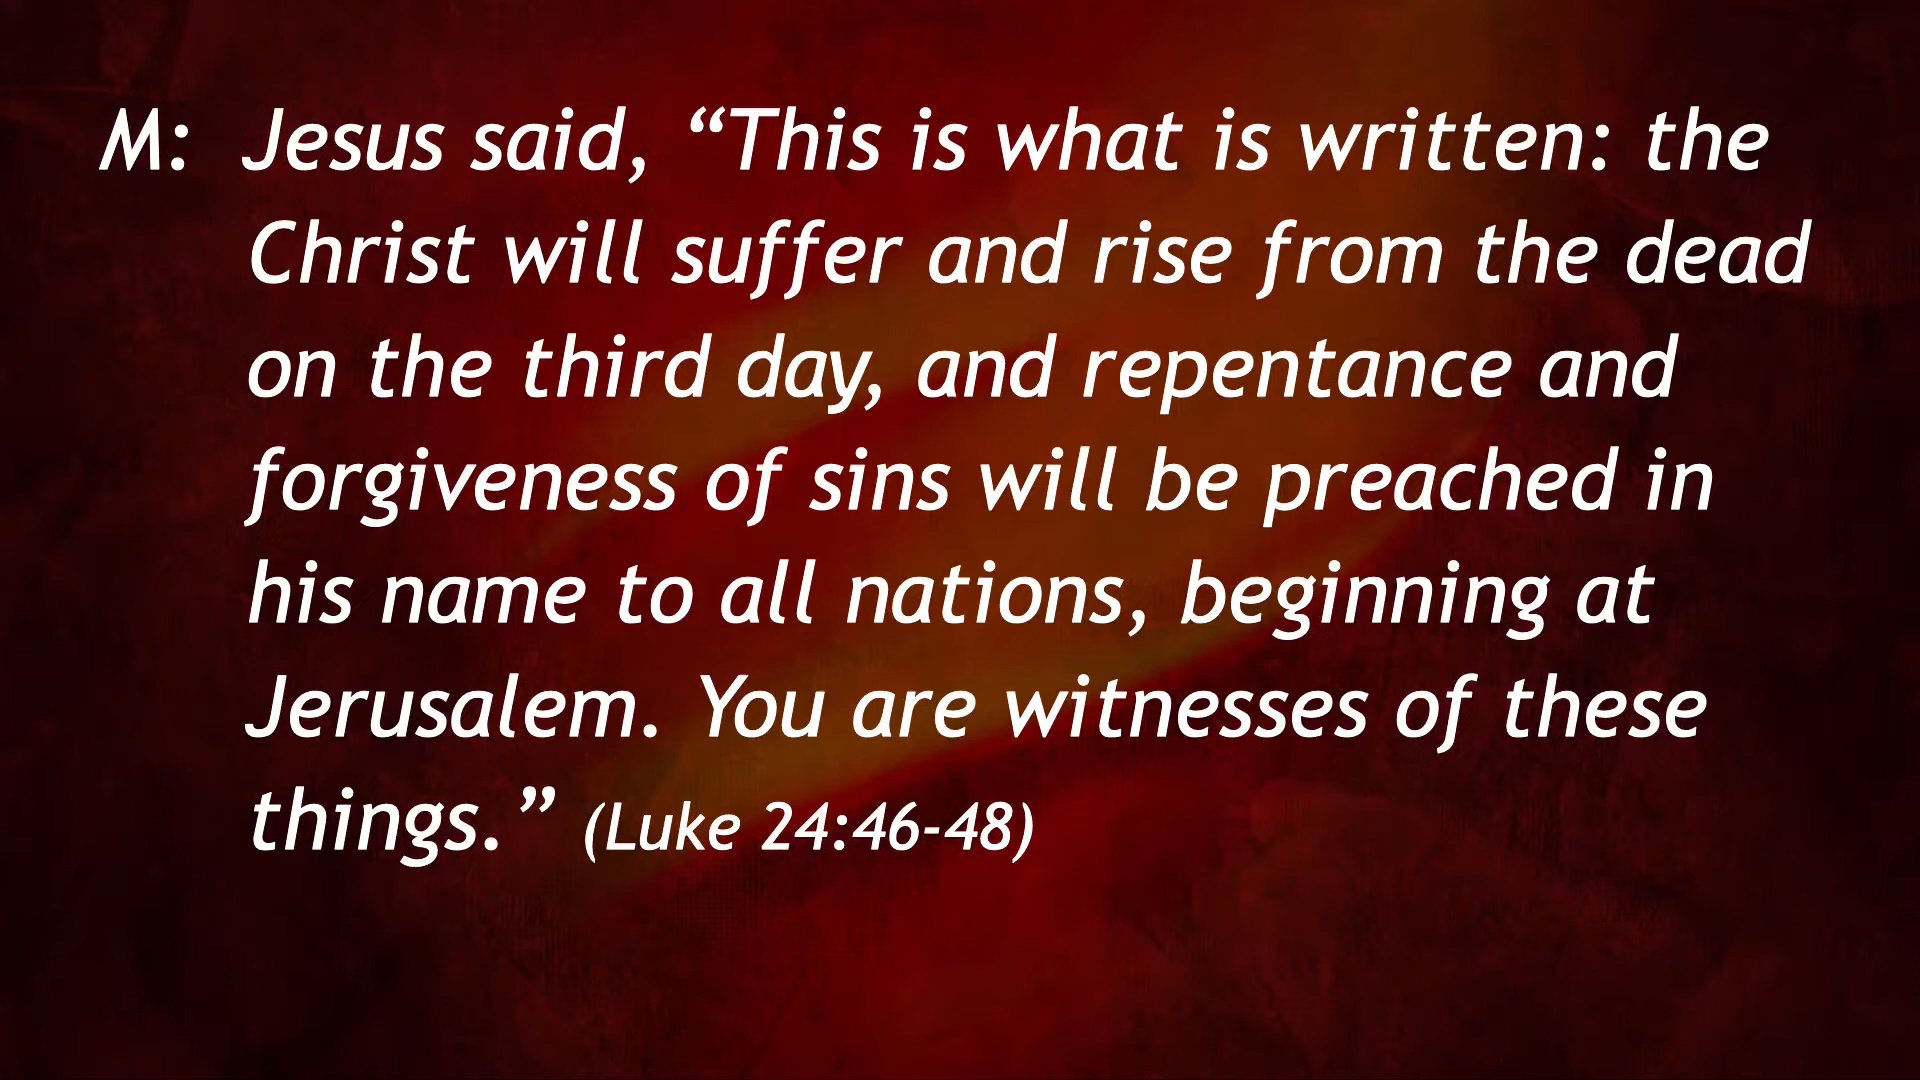 M: Jesus said, “This is what is written: the
Christ will suffer and rise from the dead
on the third day, and repentance and
forgiveness of sins will be preached in
his name to all nations, beginning at
Jerusalem. You are witnesses of these
things.” (Luke 24:46-48)